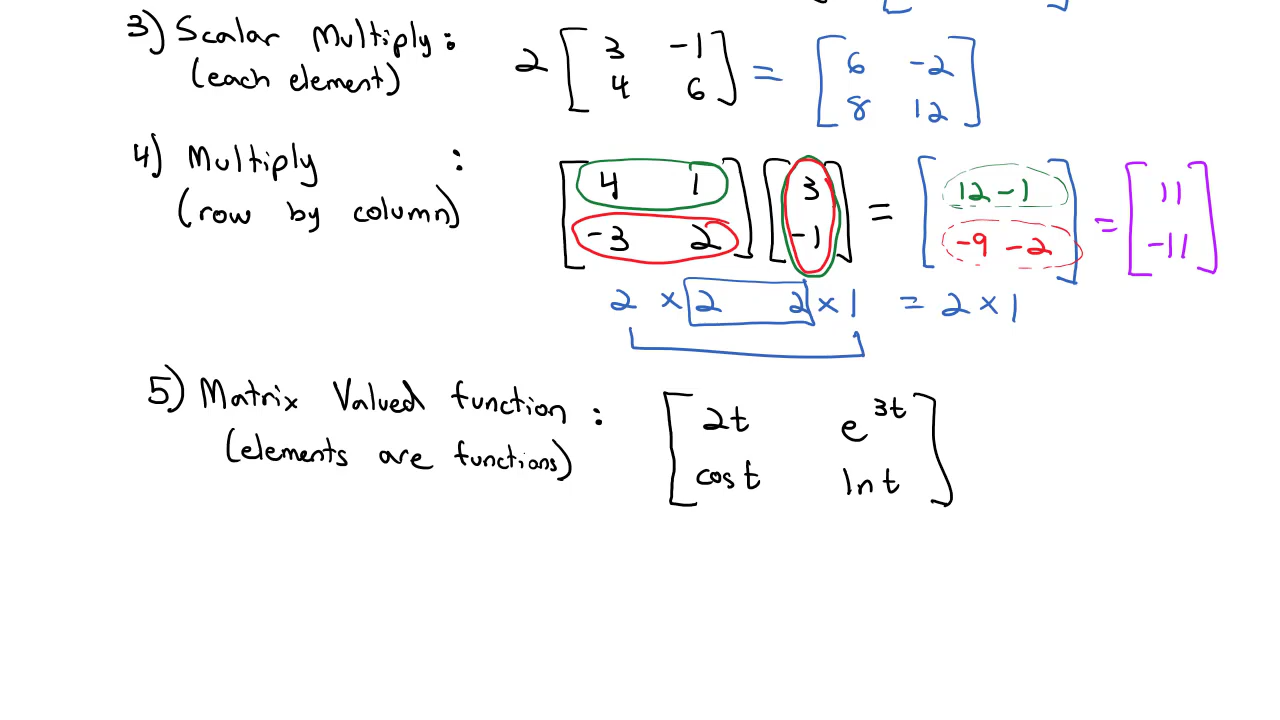 3) Scalar Multiply: 2 [ 3 -1 ] = [ 6 -2 ]
(each element) [ 4 6 ] [ 8 12 ]
4) Multiply : [ 4 1 ] [ 3 ] = [ 12 - 1 ] = [ 11 ]
(row by column) [ -3 2 ] [ -1 ] [ -9 - 2 ] [ -11 ]
2 × 2 2 × 1 = 2 × 1
5) Matrix Valued function : [ 2t e^3t ]
(elements are functions) [ cos t ln t ]